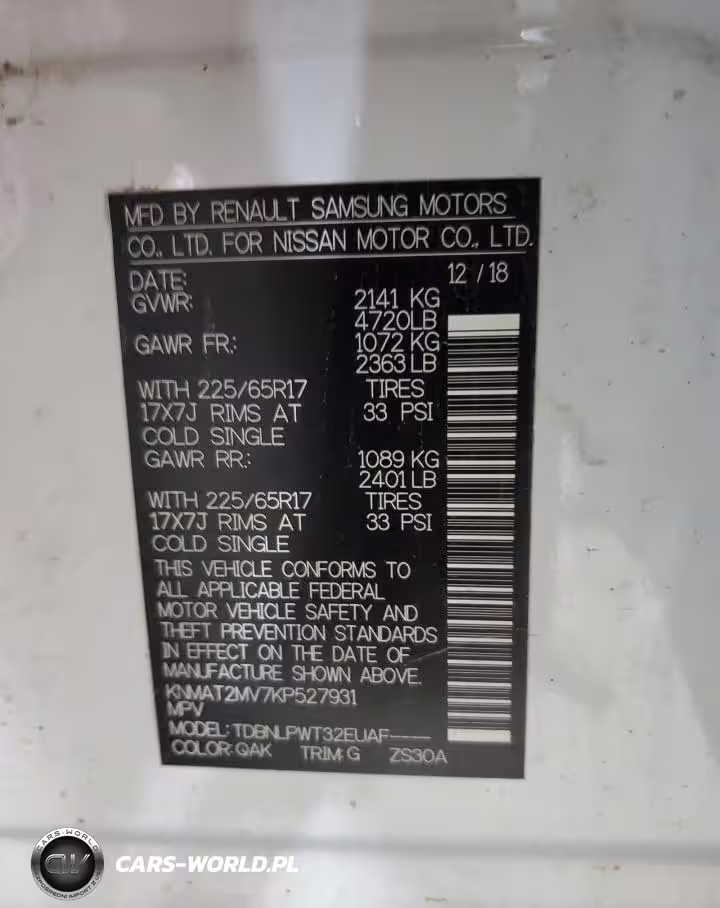 MFD BY RENAULT SAMSUNG MOTORS
CO., LTD. FOR NISSAN MOTOR CO., LTD.
DATE: 12 / 18
GVWR: 2141 KG
4720LB
GAWR FR.: 1072 KG
2363 LB
WITH 225/65R17 TIRES
17X7J RIMS AT 33 PSI
COLD SINGLE
GAWR RR.: 1089 KG
2401 LB
WITH 225/65R17 TIRES
17X7J RIMS AT 33 PSI
COLD SINGLE
THIS VEHICLE CONFORMS TO
ALL APPLICABLE FEDERAL
MOTOR VEHICLE SAFETY AND
THEFT PREVENTION STANDARDS
IN EFFECT ON THE DATE OF
MANUFACTURE SHOWN ABOVE.
KNMAT2MV7KP527931
MPV
MODEL: TDBNLPWT32EUAF-----
COLOR: QAK TRIM: G ZS30A
CARS-WORLD
CW
CARS-WORLD.PL